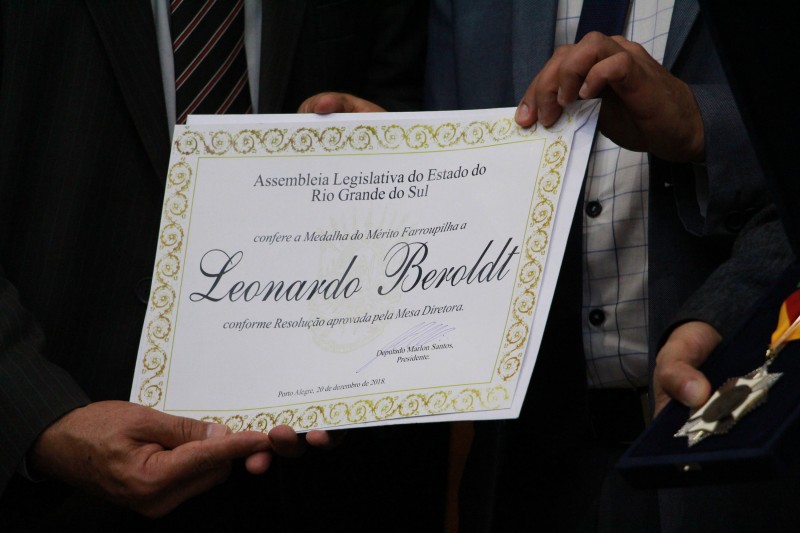 Assembleia Legislativa do Estado do
Rio Grande do Sul
confere a Medalha do Mérito Farroupilha a
Leonardo Beroldt
conforme Resolução aprovada pela Mesa Diretora.
Deputado Marlon Santos,
Presidente.
Porto Alegre, 20 de dezembro de 2018.